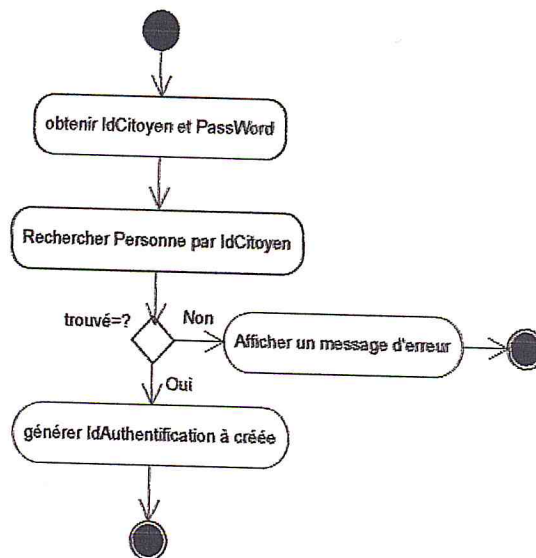 obtenir IdCitoyen et PassWord
Rechercher Personne par IdCitoyen
trouvé=?
Non
Afficher un message d'erreur
Oui
générer IdAuthentification à créée